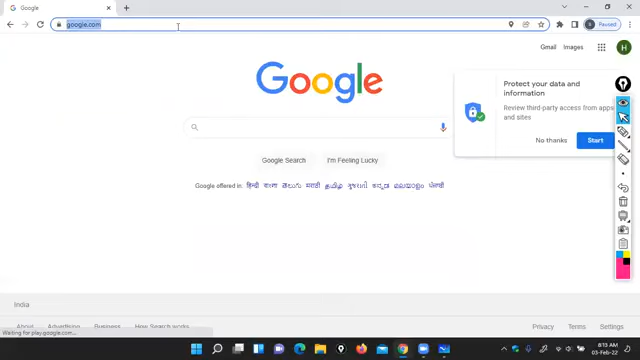 Google
google.com
Paused
Gmail Images
H
Google
Protect your data and
information
Review third-party access from apps
and sites
No thanks Start
Google Search I'm Feeling Lucky
Google offered in: हिन्दी বাংলা తెలుగు मराठी தமிழ் ગુજરાતી ಕನ್ನಡ മലയാളം ਪੰਜਾਬੀ
India
About Advertising Business How Search works
Privacy Terms Settings
Waiting for play.google.com...
8:15 AM
03-Feb-22